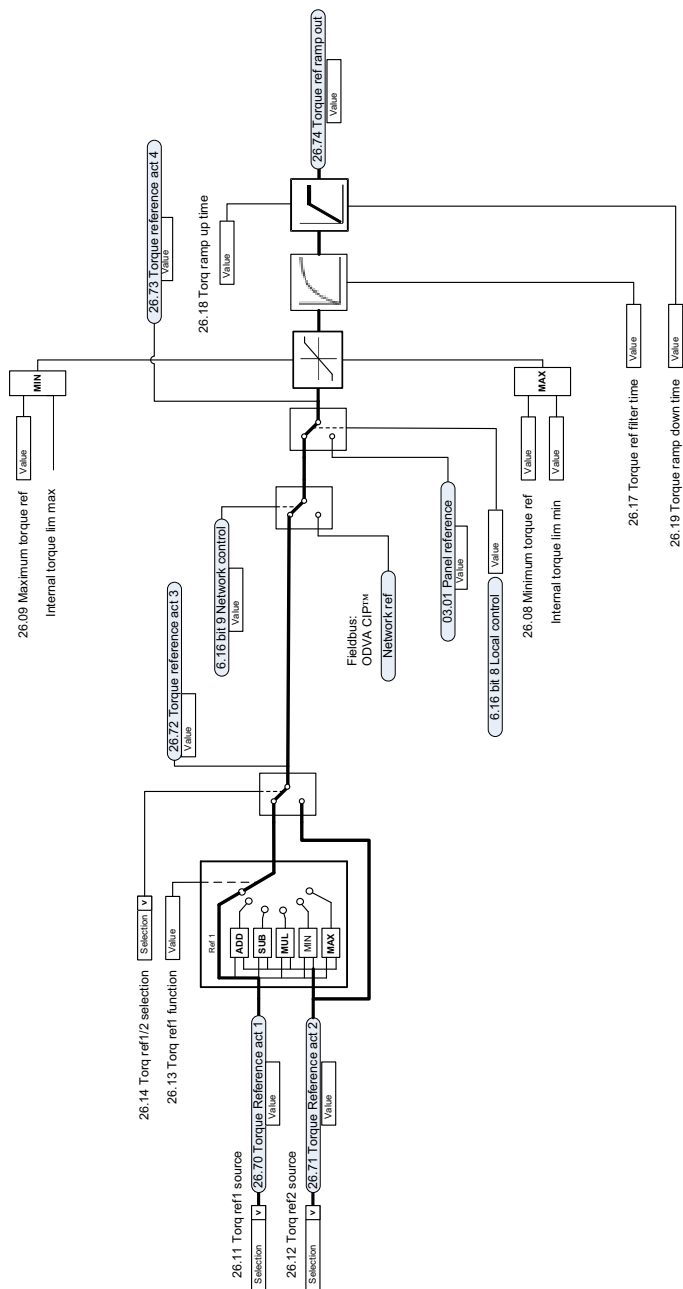 26.14 Torq ref1/2 selection
Selection
v
26.13 Torq ref1 function
Value
26.11 Torq ref1 source
Selection
v
26.70 Torque Reference act 1
Value
26.12 Torq ref2 source
Selection
v
26.71 Torque Reference act 2
Value
Ref 1
ADD
SUB
MUL
MIN
MAX
26.72 Torque reference act 3
Value
6.16 bit 9 Network control
Value
Fieldbus:
ODVA CIP™
Network ref
03.01 Panel reference
Value
6.16 bit 8 Local control
Value
26.09 Maximum torque ref
Value
Internal torque lim max
MIN
26.73 Torque reference act 4
Value
26.18 Torq ramp up time
Value
26.74 Torque ref ramp out
Value
26.08 Minimum torque ref
Value
Internal torque lim min
Value
MAX
26.17 Torque ref filter time
Value
26.19 Torque ramp down time
Value